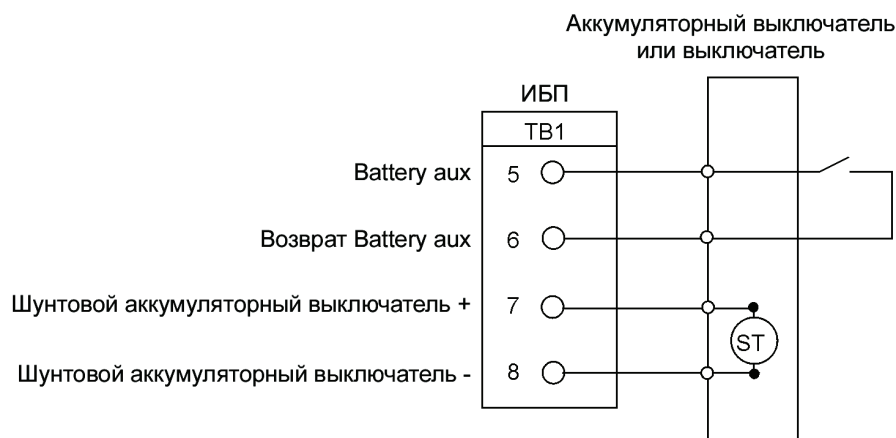 Аккумуляторный выключатель
или выключатель
ИБП
TB1
Battery aux 5
Возврат Battery aux 6
Шунтовой аккумуляторный выключатель + 7
ST
Шунтовой аккумуляторный выключатель - 8